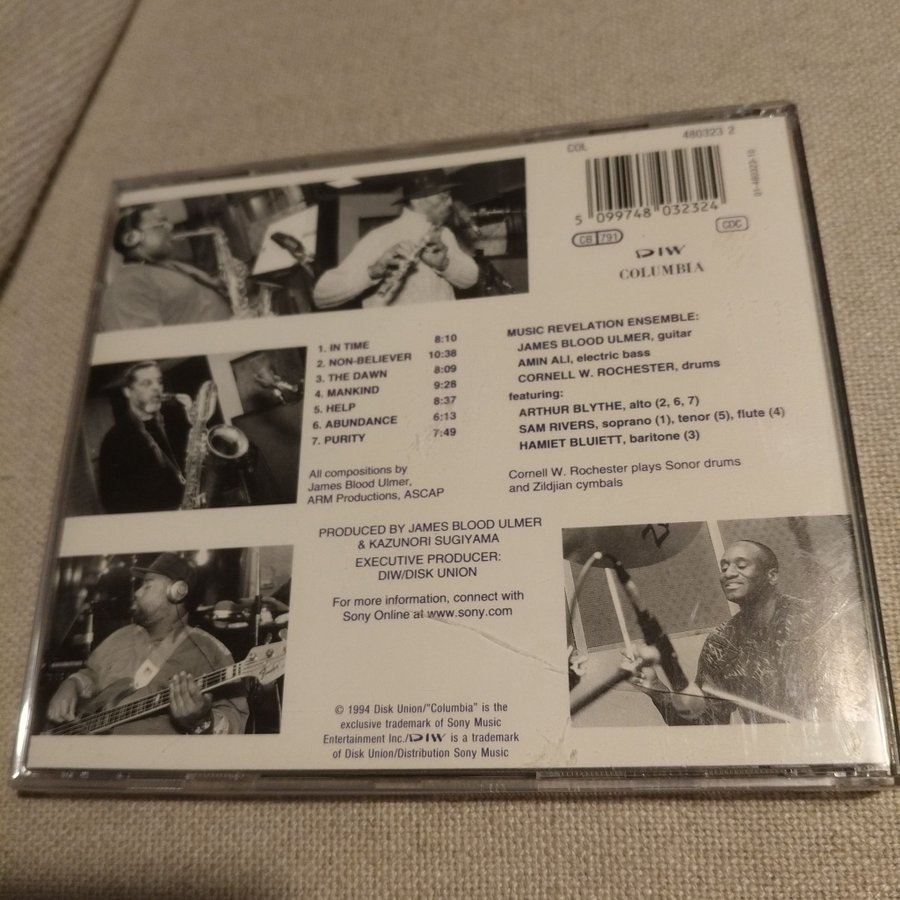 COL 480323 2
01-480323-10
5 099748 032324
CB 791
CDC
DIW
COLUMBIA
1. IN TIME 8:10
2. NON-BELIEVER 10:38
3. THE DAWN 8:09
4. MANKIND 9:28
5. HELP 8:37
6. ABUNDANCE 6:13
7. PURITY 7:49
All compositions by
James Blood Ulmer,
ARM Productions, ASCAP
MUSIC REVELATION ENSEMBLE:
JAMES BLOOD ULMER, guitar
AMIN ALI, electric bass
CORNELL W. ROCHESTER, drums
featuring:
ARTHUR BLYTHE, alto (2, 6, 7)
SAM RIVERS, soprano (1), tenor (5), flute (4)
HAMIET BLUIETT, baritone (3)
Cornell W. Rochester plays Sonor drums
and Zildjian cymbals
PRODUCED BY JAMES BLOOD ULMER
& KAZUNORI SUGIYAMA
EXECUTIVE PRODUCER:
DIW/DISK UNION
For more information, connect with
Sony Online at www.sony.com
© 1994 Disk Union/"Columbia" is the
exclusive trademark of Sony Music
Entertainment Inc./DIW is a trademark
of Disk Union/Distribution Sony Music